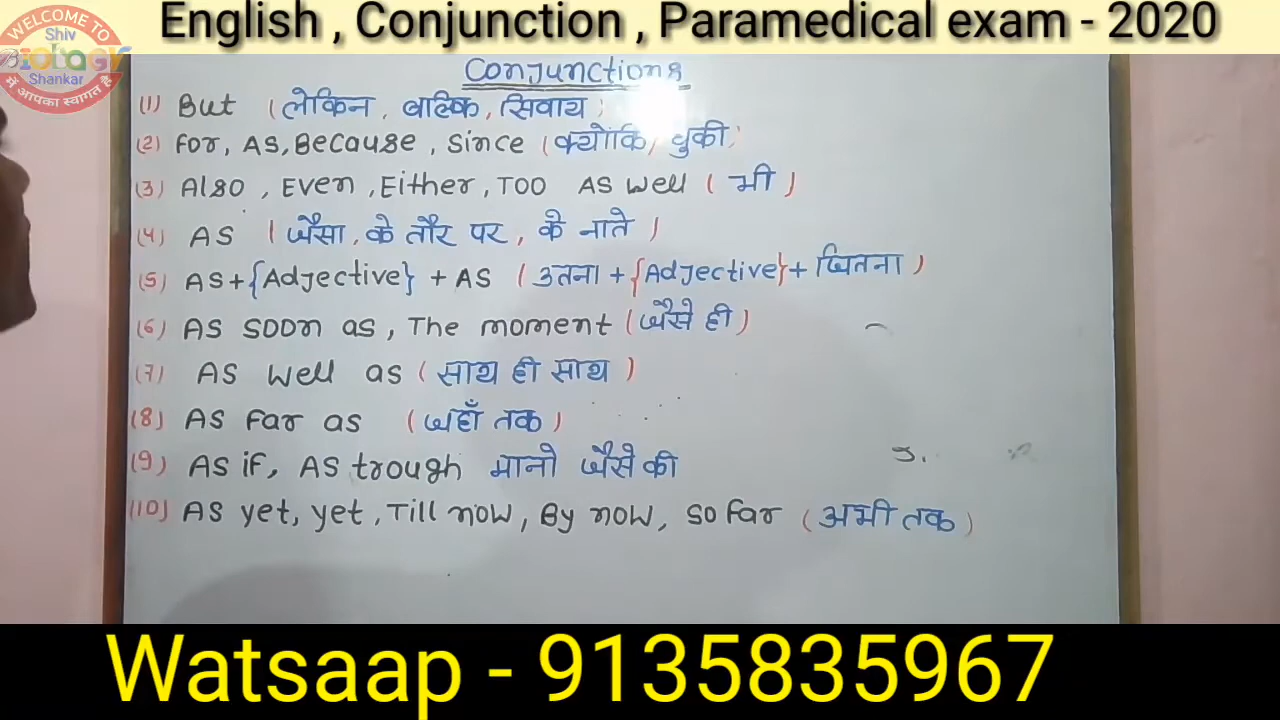 English , Conjunction , Paramedical exam - 2020
WELCOME TO
Shiv
Biology
Shankar
में आपका स्वागत है
Conjunctions
(1) But (लेकिन, बल्कि, सिवाय)
(2) For, As, Because, Since (क्योंकि, चुकी)
(3) Also, Even, Either, Too As well (भी)
(4) As (जैसा, के तौर पर, के नाते)
(5) As+{Adjective} + As (उतना + {Adjective} + जितना)
(6) As soon as, The moment (जैसे ही)
(7) As well as (साथ ही साथ)
(8) As far as (जहाँ तक)
(9) As if, As trough मानो जैसे की
(10) As yet, yet, Till now, By now, so far (अभी तक)
Watsaap - 9135835967